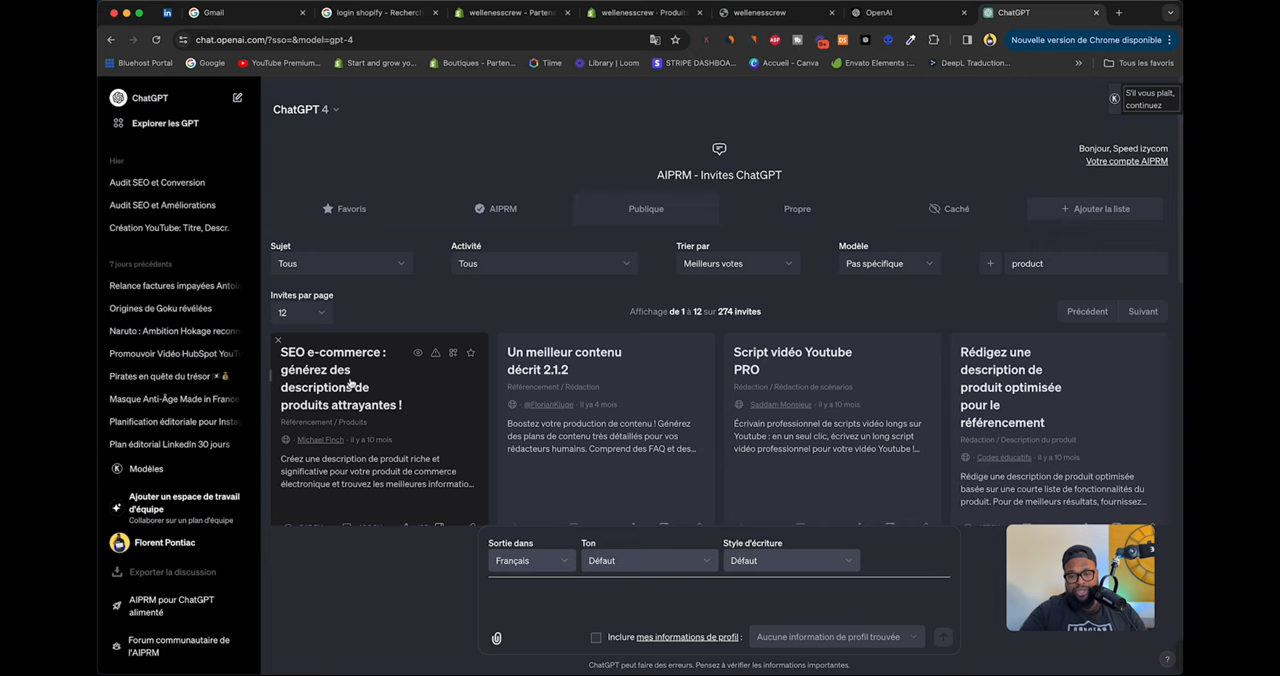 Gmail
login shopify - Recherc
wellenesscrew - Parten
wellenesscrew · Produits
wellenesscrew
OpenAI
ChatGPT
chat.openai.com/?sso=&model=gpt-4
Nouvelle version de Chrome disponible
Bluehost Portal
Google
YouTube Premium...
Start and grow yo...
Boutiques - Parten...
Tiime
Library | Loom
STRIPE DASHBOA...
Accueil - Canva
Envato Elements :...
DeepL Traduction...
Tous les favoris
ChatGPT
Explorer les GPT
Hier
Audit SEO et Conversion
Audit SEO et Améliorations
Création YouTube: Titre, Descr.
7 jours précédents
Relance factures impayées Antoin
Origines de Goku révélées
Naruto : Ambition Hokage reconn
Promouvoir Vidéo HubSpot YouT
Pirates en quête du trésor
Masque Anti-Âge Made in France
Planification éditoriale pour Insta
Plan éditorial LinkedIn 30 jours
Modèles
Ajouter un espace de travail
d'équipe
Collaborer sur un plan d'équipe
Florent Pontiac
Exporter la discussion
AIPRM pour ChatGPT
alimenté
Forum communautaire de
l'AIPRM
ChatGPT 4
S'il vous plaît,
continuez
Bonjour, Speed izycom
Votre compte AIPRM
AIPRM - Invites ChatGPT
Favoris
AIPRM
Publique
Propre
Caché
+ Ajouter la liste
Sujet
Tous
Activité
Tous
Trier par
Meilleurs votes
Modèle
Pas spécifique
+
product
Invites par page
12
Affichage de 1 à 12 sur 274 invites
Précédent
Suivant
SEO e-commerce :
générez des
descriptions de
produits attrayantes !
Référencement / Produits
Michael Finch · il y a 10 mois
Créez une description de produit riche et
significative pour votre produit de commerce
électronique et trouvez les meilleures informatio...
Un meilleur contenu
décrit 2.1.2
Référencement / Rédaction
@FlorianKluge · il y a 4 mois
Boostez votre production de contenu ! Générez
des plans de contenu très détaillés pour vos
rédacteurs humains. Comprend des FAQ et des...
Script vidéo Youtube
PRO
Rédaction / Rédaction de scénarios
Saddam Monsieur · il y a 10 mois
Écrivain professionnel de scripts vidéo longs sur
Youtube : en un seul clic, écrivez un long script
vidéo professionnel pour votre vidéo Youtube !...
Rédigez une
description de
produit optimisée
pour le
référencement
Rédaction / Description du produit
Codes éducatifs · il y a 10 mois
Rédige une description de produit optimisée
basée sur une courte liste de fonctionnalités du
produit. Pour de meilleurs résultats, fournissez...
Sortie dans
Français
Ton
Défaut
Style d'écriture
Défaut
Inclure mes informations de profil :
Aucune information de profil trouvée
ChatGPT peut faire des erreurs. Pensez à vérifier les informations importantes.
?